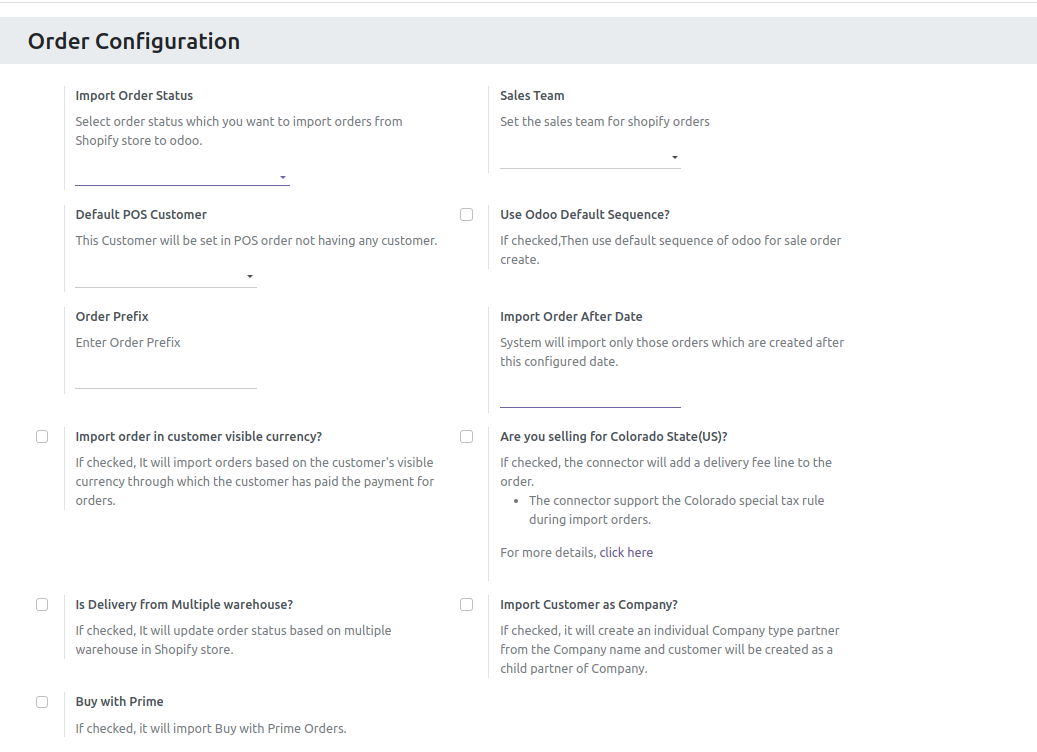 Order Configuration
Import Order Status
Select order status which you want to import orders from
Shopify store to odoo.
Sales Team
Set the sales team for shopify orders
Default POS Customer
This Customer will be set in POS order not having any customer.
Use Odoo Default Sequence?
If checked,Then use default sequence of odoo for sale order
create.
Order Prefix
Enter Order Prefix
Import Order After Date
System will import only those orders which are created after
this configured date.
Import order in customer visible currency?
If checked, It will import orders based on the customer's visible
currency through which the customer has paid the payment for
orders.
Are you selling for Colorado State(US)?
If checked, the connector will add a delivery fee line to the
order.
• The connector support the Colorado special tax rule
during import orders.
For more details, click here
Is Delivery from Multiple warehouse?
If checked, It will update order status based on multiple
warehouse in Shopify store.
Import Customer as Company?
If checked, it will create an individual Company type partner
from the Company name and customer will be created as a
child partner of Company.
Buy with Prime
If checked, it will import Buy with Prime Orders.